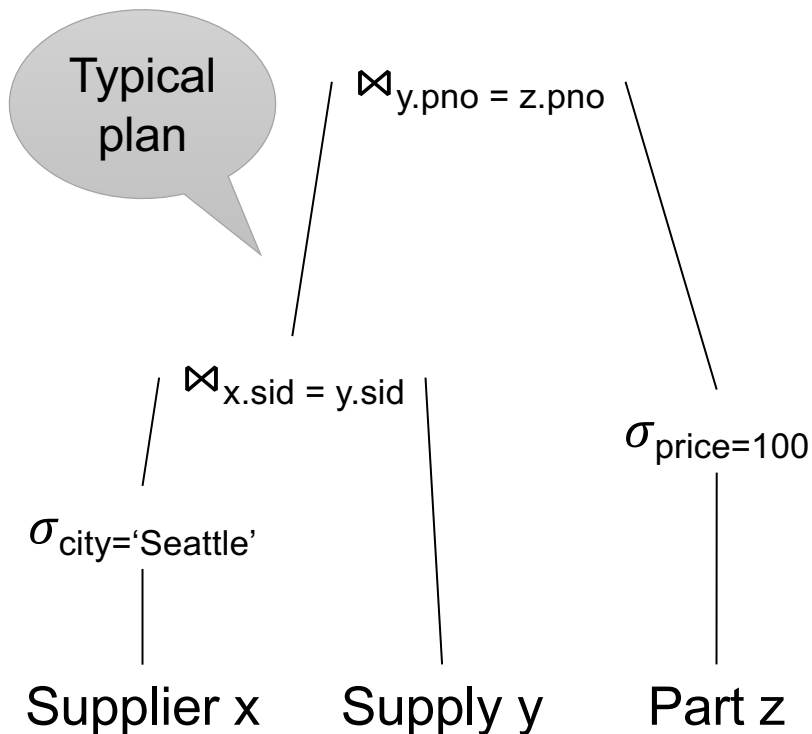 Typical
plan
⋈y.pno = z.pno
⋈x.sid = y.sid
σprice=100
σcity=‘Seattle’
Supplier x
Supply y
Part z